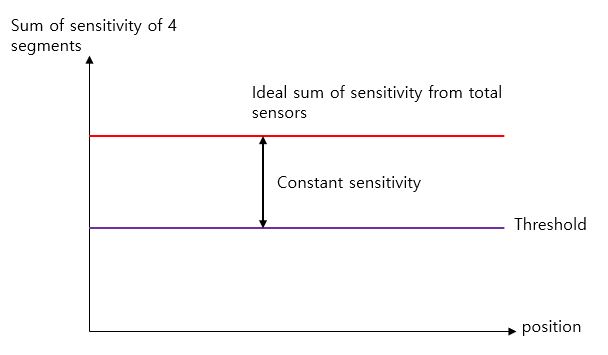 Sum of sensitivity of 4
segments
Ideal sum of sensitivity from total
sensors
Constant sensitivity
Threshold
position